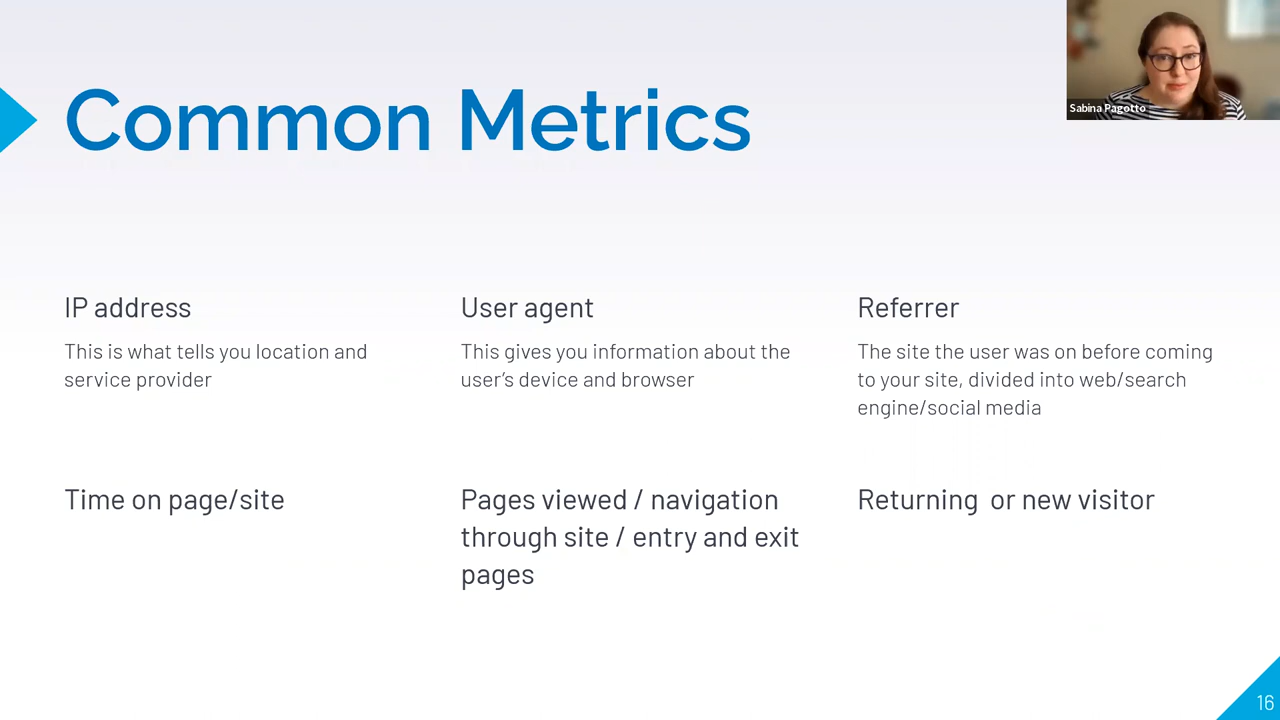 Sabina Pagotto
Common Metrics
IP address
This is what tells you location and
service provider
User agent
This gives you information about the
user's device and browser
Referrer
The site the user was on before coming
to your site, divided into web/search
engine/social media
Time on page/site
Pages viewed / navigation
through site / entry and exit
pages
Returning  or new visitor
16